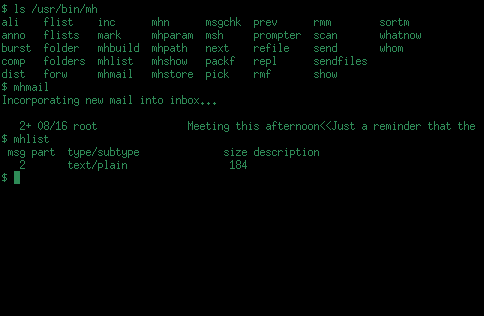 $ ls /usr/bin/mh
ali flist inc mhn msgchk prev rmm sortm
anno flists mark mhparam msh prompter scan whatnow
burst folder mhbuild mhpath next refile send whom
comp folders mhlist mhshow packf repl sendfiles
dist forw mhmail mhstore pick rmf show
$ mhmail
Incorporating new mail into inbox...
2+ 08/16 root Meeting this afternoon<<Just a reminder that the
$ mhlist
msg part type/subtype size description
2 text/plain 184
$